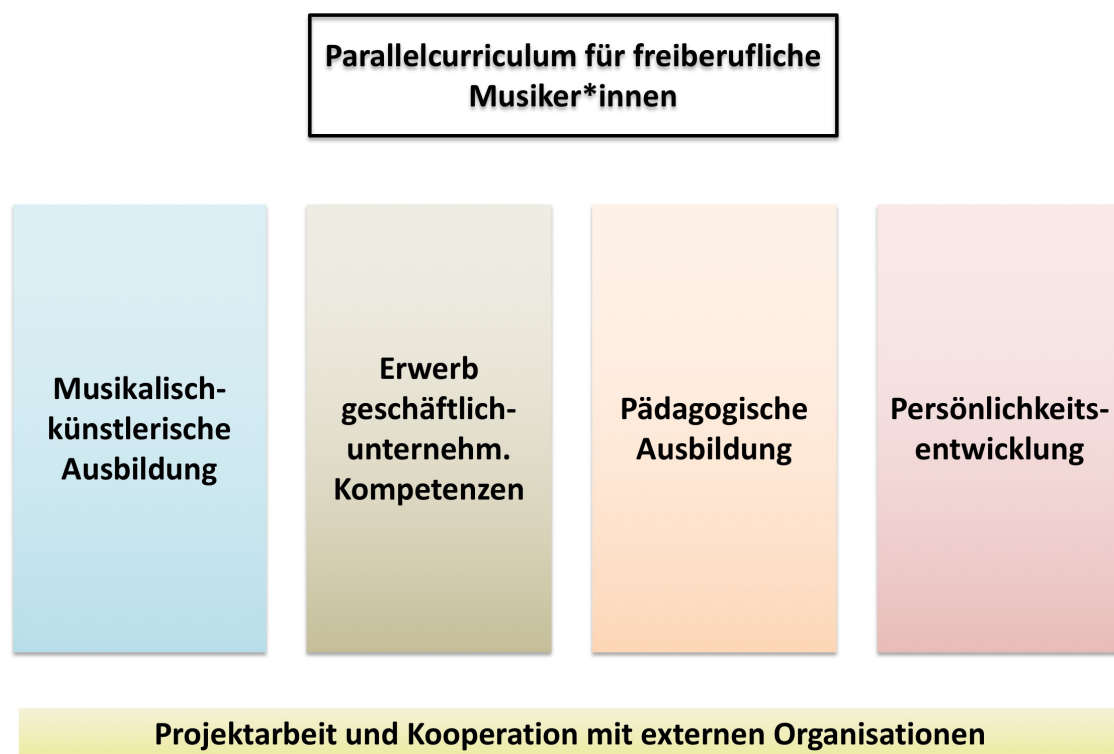 Parallelcurriculum für freiberufliche
Musiker*innen
Musikalisch-
künstlerische
Ausbildung
Erwerb
geschäftlich-
unternehm.
Kompetenzen
Pädagogische
Ausbildung
Persönlichkeits-
entwicklung
Projektarbeit und Kooperation mit externen Organisationen